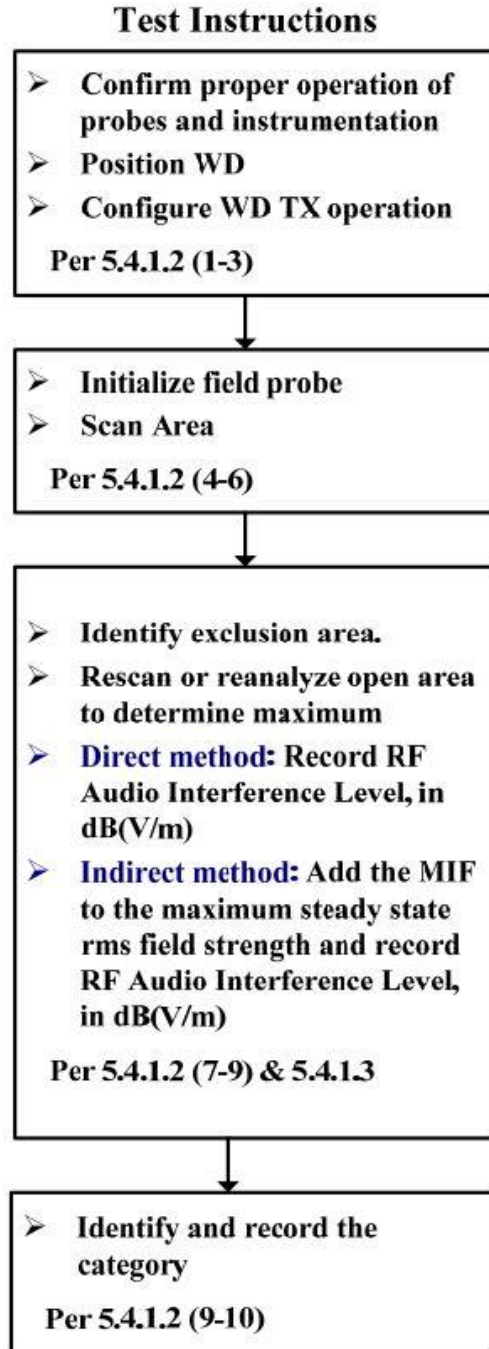 Test Instructions
➢ Confirm proper operation of
probes and instrumentation
➢ Position WD
➢ Configure WD TX operation
Per 5.4.1.2 (1-3)
➢ Initialize field probe
➢ Scan Area
Per 5.4.1.2 (4-6)
➢ Identify exclusion area.
➢ Rescan or reanalyze open area
to determine maximum
➢ Direct method: Record RF
Audio Interference Level, in
dB(V/m)
➢ Indirect method: Add the MIF
to the maximum steady state
rms field strength and record
RF Audio Interference Level,
in dB(V/m)
Per 5.4.1.2 (7-9) & 5.4.1.3
➢ Identify and record the
category
Per 5.4.1.2 (9-10)